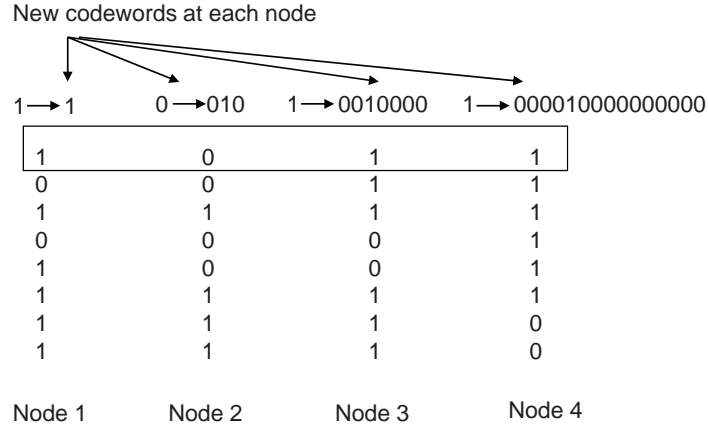 New codewords at each node
1→1 0→010 1→0010000 1→000010000000000
1 0 1 1
0 0 1 1
1 1 1 1
0 0 0 1
1 0 0 1
1 1 1 1
1 1 1 0
1 1 1 0
Node 1 Node 2 Node 3 Node 4